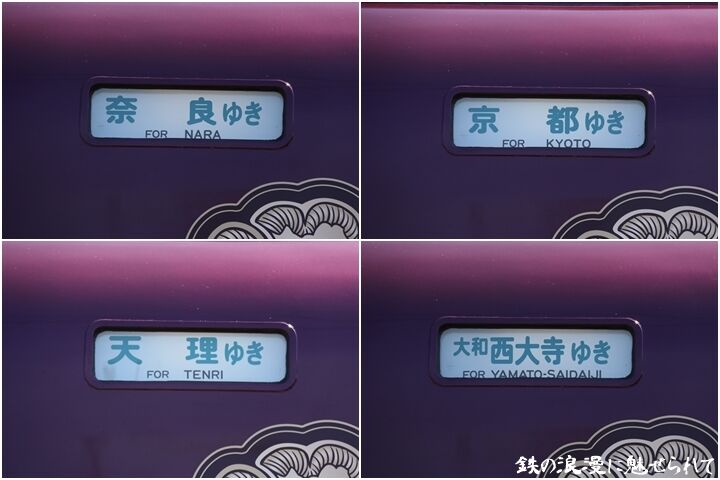 奈良ゆき
FOR NARA
京都ゆき
FOR KYOTO
天理ゆき
FOR TENRI
大和西大寺ゆき
FOR YAMATO-SAIDAIJI
鉄の浪漫に魅せられて